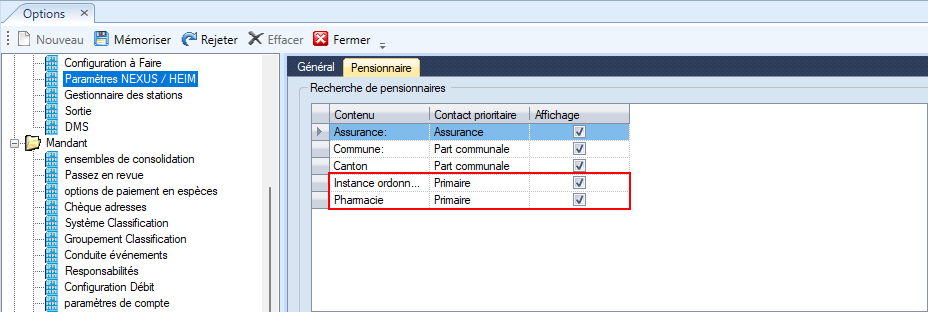 Options
Nouveau Mémoriser Rejeter Effacer Fermer
Configuration à Faire
Paramètres NEXUS / HEIM
Gestionnaire des stations
Sortie
DMS
Mandant
ensembles de consolidation
Passez en revue
options de paiement en espèces
Chèque adresses
Système Classification
Groupement Classification
Conduite événements
Responsabilités
Configuration Débit
paramètres de compte
Général Pensionnaire
Recherche de pensionnaires
Contenu Contact prioritaire Affichage
Assurance: Assurance
Commune: Part communale
Canton Part communale
Instance ordonn... Primaire
Pharmacie Primaire